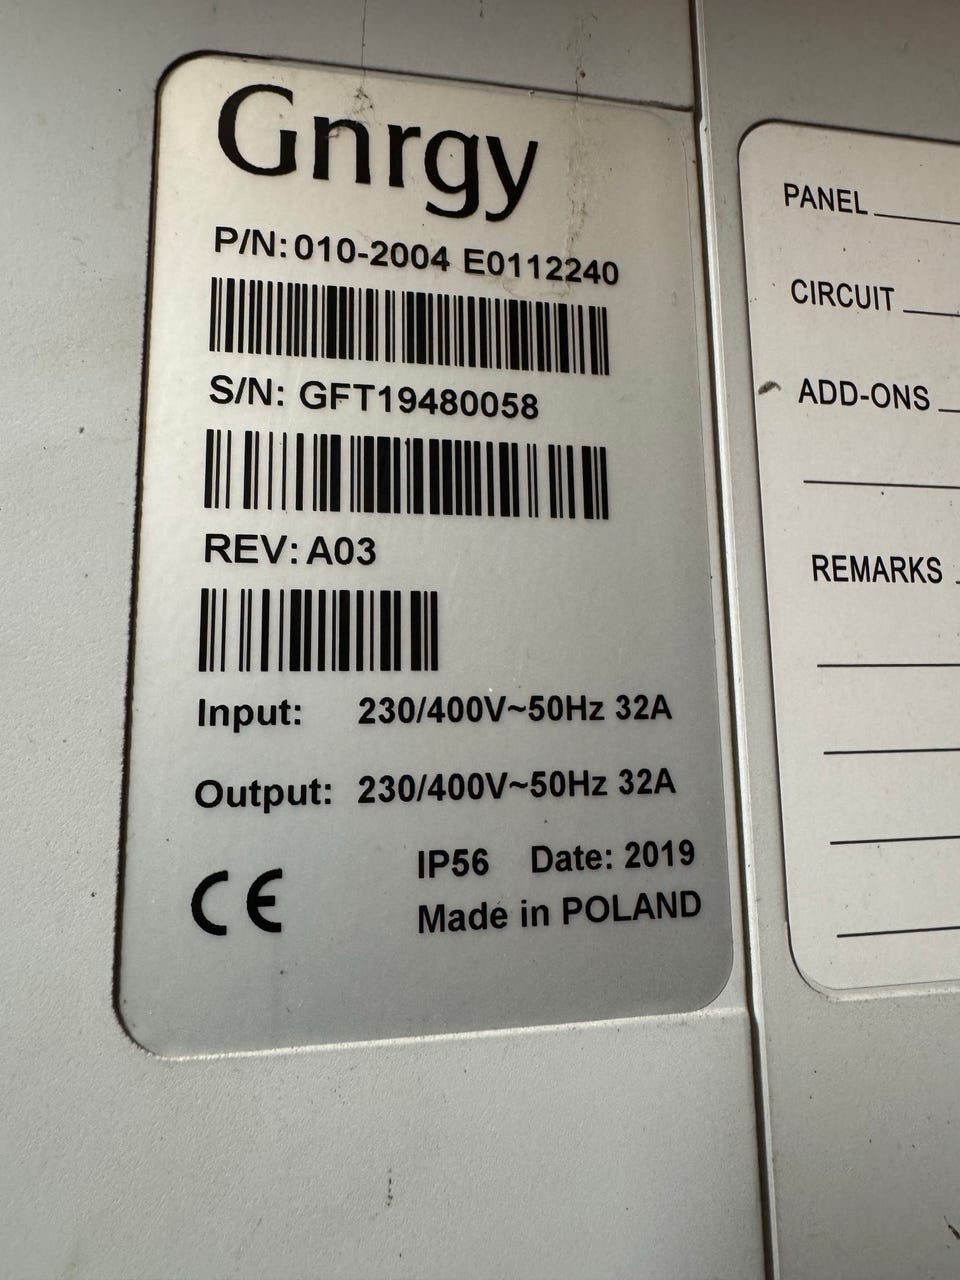 Gnrgy
P/N: 010-2004 E0112240
S/N: GFT19480058
REV: A03
Input: 230/400V~50Hz 32A
Output: 230/400V~50Hz 32A
CE
IP56 Date: 2019
Made in POLAND
PANEL
CIRCUIT
ADD-ONS
REMARKS